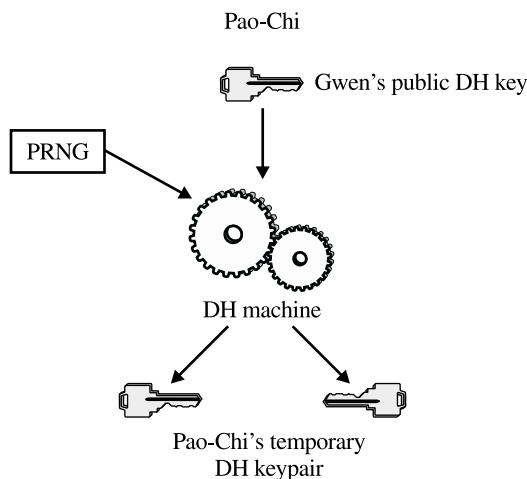 Pao-Chi
Gwen's public DH key
PRNG
DH machine
Pao-Chi's temporary
DH keypair